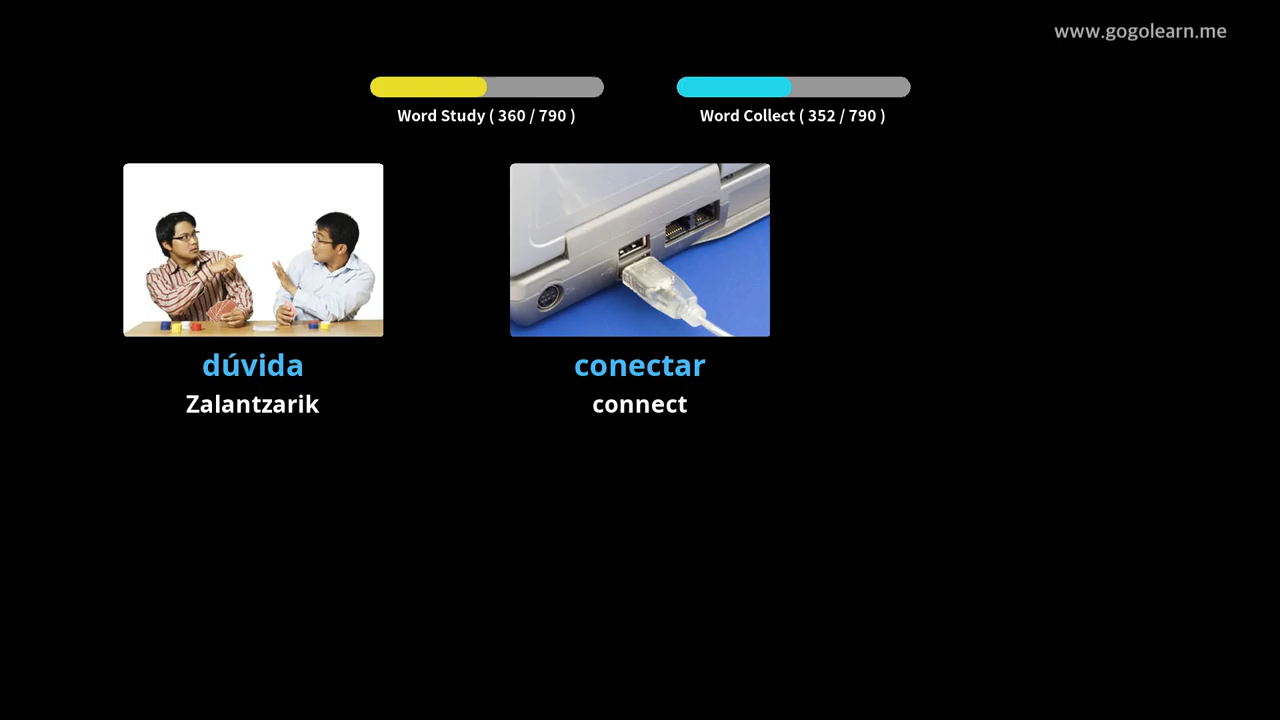 www.gogolearn.me
Word Study ( 360 / 790 )
Word Collect ( 352 / 790 )
dúvida
Zalantzarik
conectar
connect